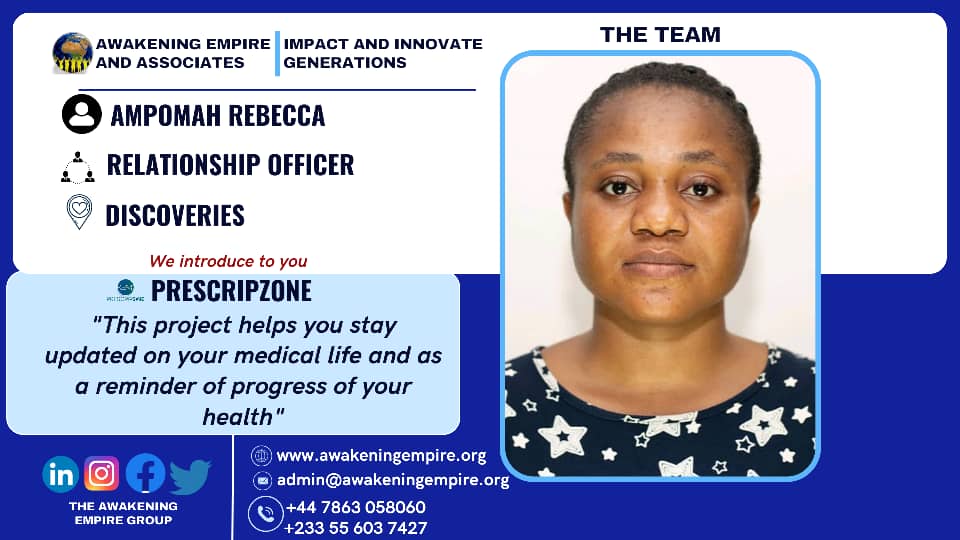 AWAKENING EMPIRE
AND ASSOCIATES
IMPACT AND INNOVATE
GENERATIONS
THE TEAM
AMPOMAH REBECCA
RELATIONSHIP OFFICER
DISCOVERIES
We introduce to you
PRESCRIPZONE
"This project helps you stay
updated on your medical life and as
a reminder of progress of your
health"
in
f
THE AWAKENING
EMPIRE GROUP
www.awakeningempire.org
admin@awakeningempire.org
+44 7863 058060
+233 55 603 7427